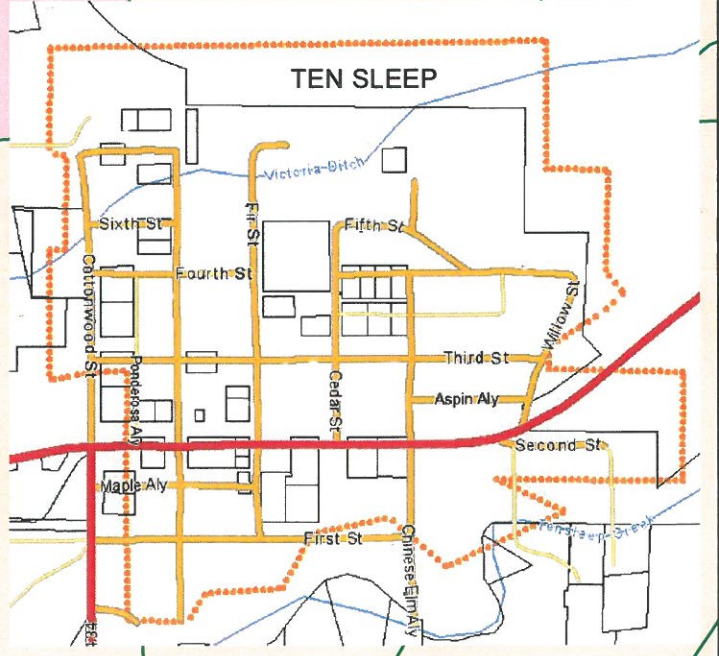 TEN SLEEP
Victoria Ditch
Sixth St
Fir St
Fifth St
Cottonwood St
Fourth St
Willow St
Third St
Ponderosa Aly
Cedar St
Aspin Aly
Second St
Maple Aly
Tensleep Creek
First St
Chinese Elm Aly